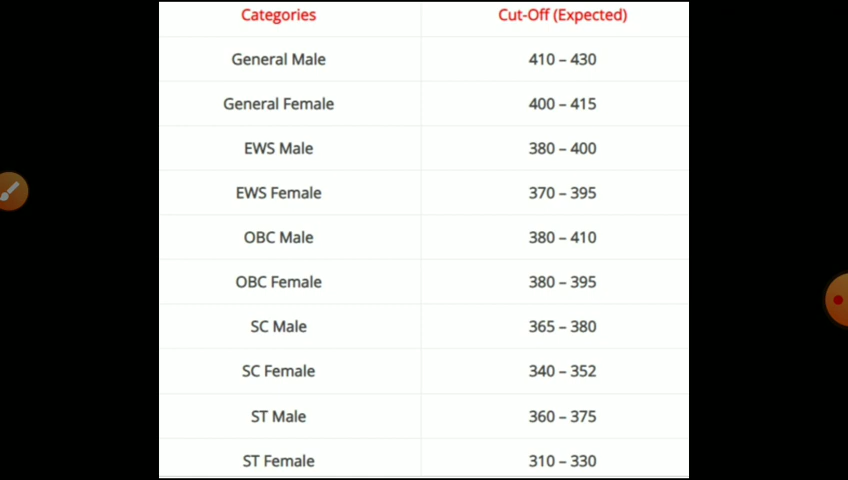 Categories Cut-Off (Expected)
General Male 410 – 430
General Female 400 – 415
EWS Male 380 – 400
EWS Female 370 – 395
OBC Male 380 – 410
OBC Female 380 – 395
SC Male 365 – 380
SC Female 340 – 352
ST Male 360 – 375
ST Female 310 – 330